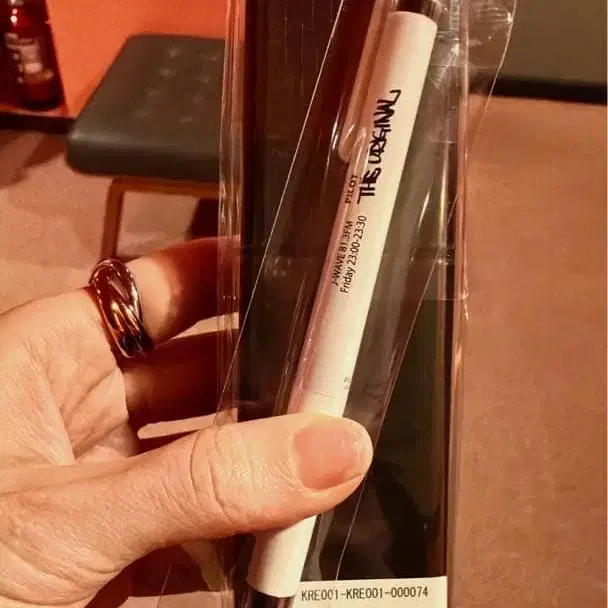 THE ORIGINAL
PILOT
J-WAVE 81.3FM
Friday 23:00-23:30
KRE001-KRE001-000074